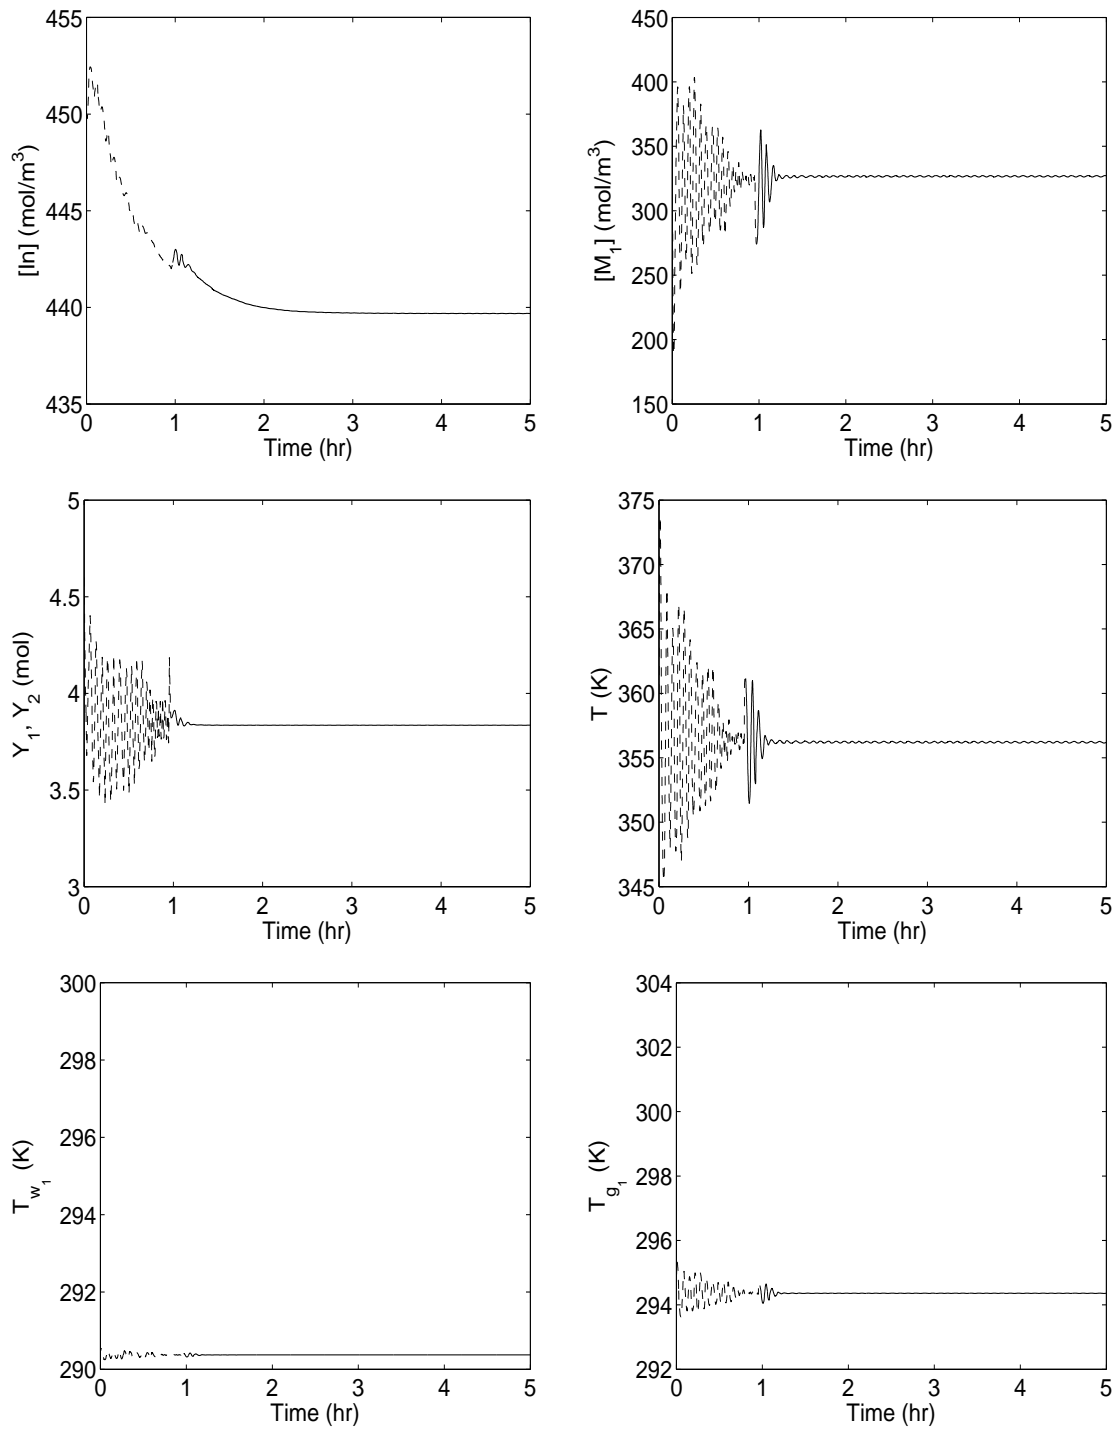 455
450
445
440
435
[In] (mol/m³)
0 1 2 3 4 5
Time (hr)
450
400
350
300
250
200
150
[M₁] (mol/m³)
0 1 2 3 4 5
Time (hr)
5
4.5
4
3.5
3
Y₁, Y₂ (mol)
0 1 2 3 4 5
Time (hr)
375
370
365
360
355
350
345
T (K)
0 1 2 3 4 5
Time (hr)
300
298
296
294
292
290
T_w₁ (K)
0 1 2 3 4 5
Time (hr)
304
302
300
298
296
294
292
T_g₁ (K)
0 1 2 3 4 5
Time (hr)